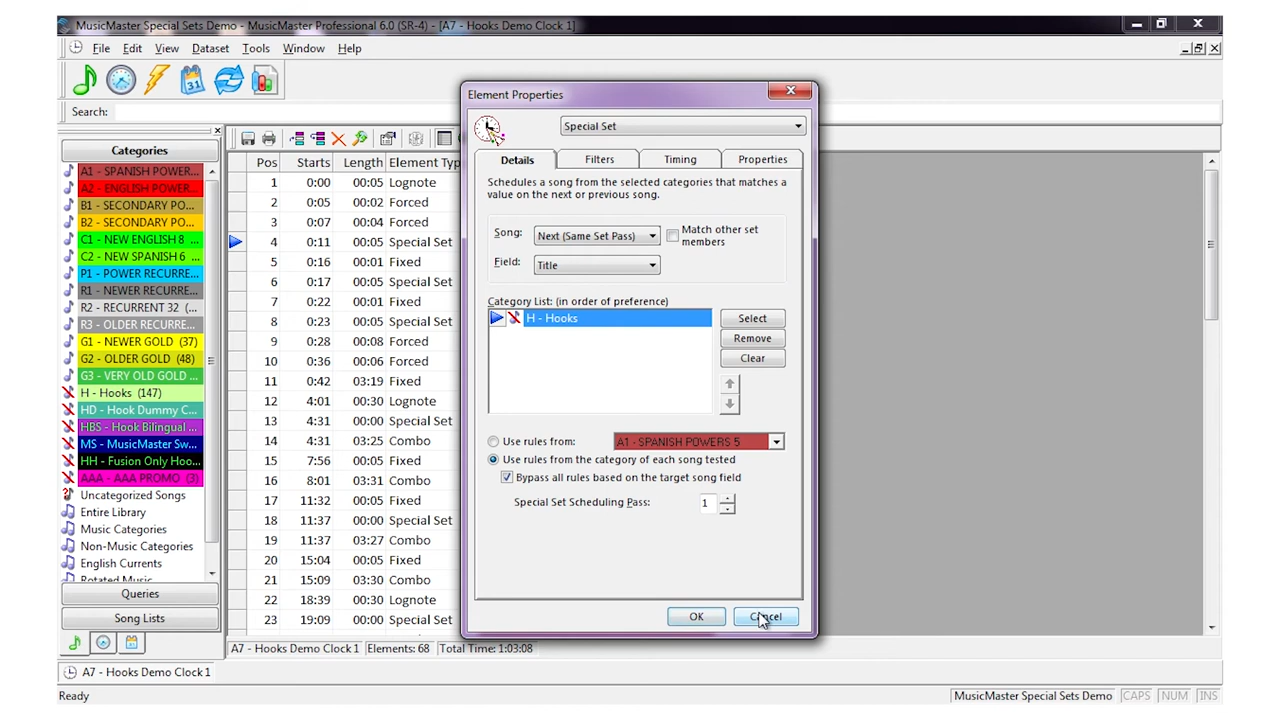 MusicMaster Special Sets Demo - MusicMaster Professional 6.0 (SR-4) - [A7 - Hooks Demo Clock 1]
File Edit View Dataset Tools Window Help
Search:
Categories
A1 - SPANISH POWER...
A2 - ENGLISH POWER...
B1 - SECONDARY PO...
B2 - SECONDARY PO...
C1 - NEW ENGLISH 8 ...
C2 - NEW SPANISH 6 ...
P1 - POWER RECURRE...
R1 - NEWER RECURRE...
R2 - RECURRENT 32 (...
R3 - OLDER RECURRE...
G1 - NEWER GOLD (37)
G2 - OLDER GOLD (48)
G3 - VERY OLD GOLD ...
H - Hooks (147)
HD - Hook Dummy C...
HBS - Hook Bilingual ...
MS - MusicMaster Sw...
HH - Fusion Only Hoo...
AAA - AAA PROMO (3)
Uncategorized Songs
Entire Library
Music Categories
Non-Music Categories
English Currents
Rotated Music
Queries
Song Lists
Pos Starts Length Element Typ
1 0:00 00:05 Lognote
2 0:05 00:02 Forced
3 0:07 00:04 Forced
4 0:11 00:05 Special Set
5 0:16 00:01 Fixed
6 0:17 00:05 Special Set
7 0:22 00:01 Fixed
8 0:23 00:05 Special Set
9 0:28 00:08 Forced
10 0:36 00:06 Forced
11 0:42 03:19 Fixed
12 4:01 00:30 Lognote
13 4:31 00:00 Special Set
14 4:31 03:25 Combo
15 7:56 00:05 Fixed
16 8:01 03:31 Combo
17 11:32 00:05 Fixed
18 11:37 00:00 Special Set
19 11:37 03:27 Combo
20 15:04 00:05 Fixed
21 15:09 03:30 Combo
22 18:39 00:30 Lognote
23 19:09 00:00 Special Set
Element Properties
Special Set
Details Filters Timing Properties
Schedules a song from the selected categories that matches a
value on the next or previous song.
Song: Next (Same Set Pass) Match other set
members
Field: Title
Category List: (in order of preference)
H - Hooks
Select
Remove
Clear
Use rules from: A1 - SPANISH POWERS 5
Use rules from the category of each song tested
Bypass all rules based on the target song field
Special Set Scheduling Pass: 1
OK Cancel
A7 - Hooks Demo Clock 1 Elements: 68 Total Time: 1:03:08
A7 - Hooks Demo Clock 1
Ready MusicMaster Special Sets Demo CAPS NUM INS